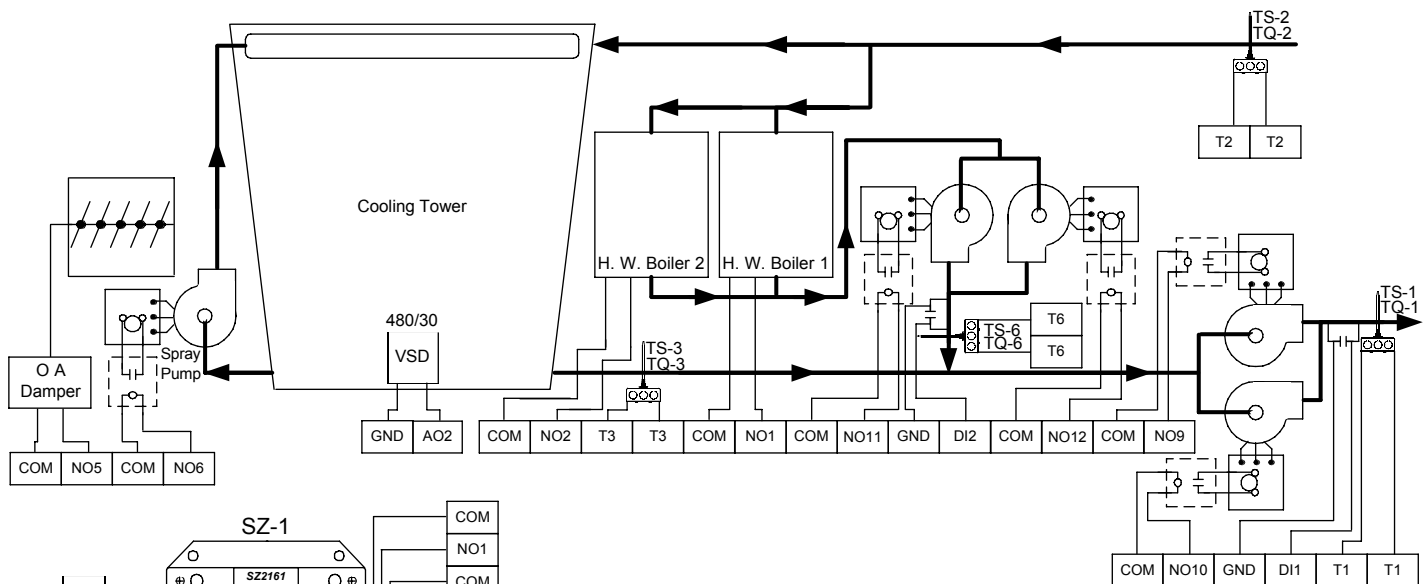 TS-2
TQ-2
T2 T2
Cooling Tower
H. W. Boiler 2 H. W. Boiler 1
TS-1
TQ-1
480/30
VSD
T6
TS-6
TQ-6
T6
TS-3
TQ-3
Spray
Pump
O A
Damper
GND AO2 COM NO2 T3 T3 COM NO1 COM NO11 GND DI2 COM NO12 COM NO9
COM NO5 COM NO6
SZ-1
COM
NO1
COM
SZ2161
COM NO10 GND DI1 T1 T1